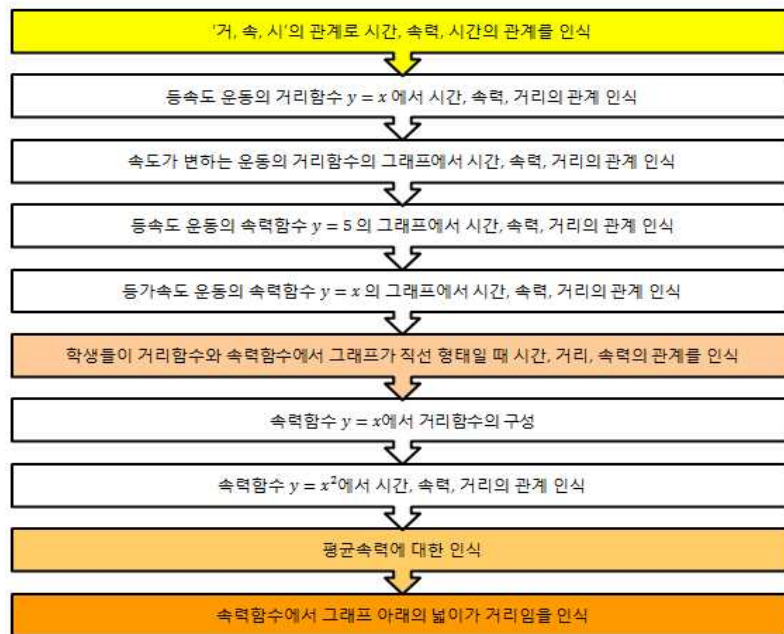 '거, 속, 시'의 관계로 시간, 속력, 시간의 관계를 인식
등속도 운동의 거리함수 y = x 에서 시간, 속력, 거리의 관계 인식
속도가 변하는 운동의 거리함수의 그래프에서 시간, 속력, 거리의 관계 인식
등속도 운동의 속력함수 y = 5 의 그래프에서 시간, 속력, 거리의 관계 인식
등가속도 운동의 속력함수 y = x 의 그래프에서 시간, 속력, 거리의 관계 인식
학생들이 거리함수와 속력함수에서 그래프가 직선 형태일 때 시간, 거리, 속력의 관계를 인식
속력함수 y = x에서 거리함수의 구성
속력함수 y = x²에서 시간, 속력, 거리의 관계 인식
평균속력에 대한 인식
속력함수에서 그래프 아래의 넓이가 거리임을 인식